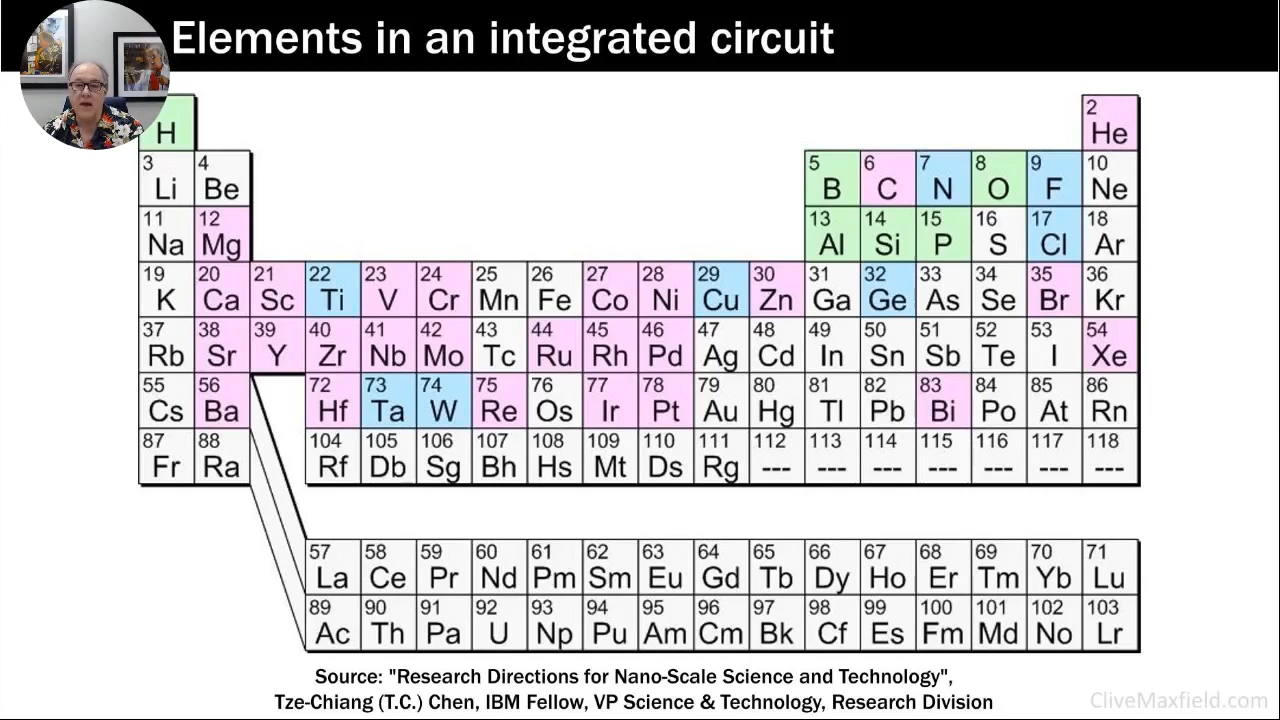 Elements in an integrated circuit
H 2 He
3 Li 4 Be 5 B 6 C 7 N 8 O 9 F 10 Ne
11 Na 12 Mg 13 Al 14 Si 15 P 16 S 17 Cl 18 Ar
19 K 20 Ca 21 Sc 22 Ti 23 V 24 Cr 25 Mn 26 Fe 27 Co 28 Ni 29 Cu 30 Zn 31 Ga 32 Ge 33 As 34 Se 35 Br 36 Kr
37 Rb 38 Sr 39 Y 40 Zr 41 Nb 42 Mo 43 Tc 44 Ru 45 Rh 46 Pd 47 Ag 48 Cd 49 In 50 Sn 51 Sb 52 Te 53 I 54 Xe
55 Cs 56 Ba 72 Hf 73 Ta 74 W 75 Re 76 Os 77 Ir 78 Pt 79 Au 80 Hg 81 Tl 82 Pb 83 Bi 84 Po 85 At 86 Rn
87 Fr 88 Ra 104 Rf 105 Db 106 Sg 107 Bh 108 Hs 109 Mt 110 Ds 111 Rg 112 --- 113 --- 114 --- 115 --- 116 --- 117 --- 118 ---
57 La 58 Ce 59 Pr 60 Nd 61 Pm 62 Sm 63 Eu 64 Gd 65 Tb 66 Dy 67 Ho 68 Er 69 Tm 70 Yb 71 Lu
89 Ac 90 Th 91 Pa 92 U 93 Np 94 Pu 95 Am 96 Cm 97 Bk 98 Cf 99 Es 100 Fm 101 Md 102 No 103 Lr
Source: "Research Directions for Nano-Scale Science and Technology",
Tze-Chiang (T.C.) Chen, IBM Fellow, VP Science & Technology, Research Division
CliveMaxfield.com